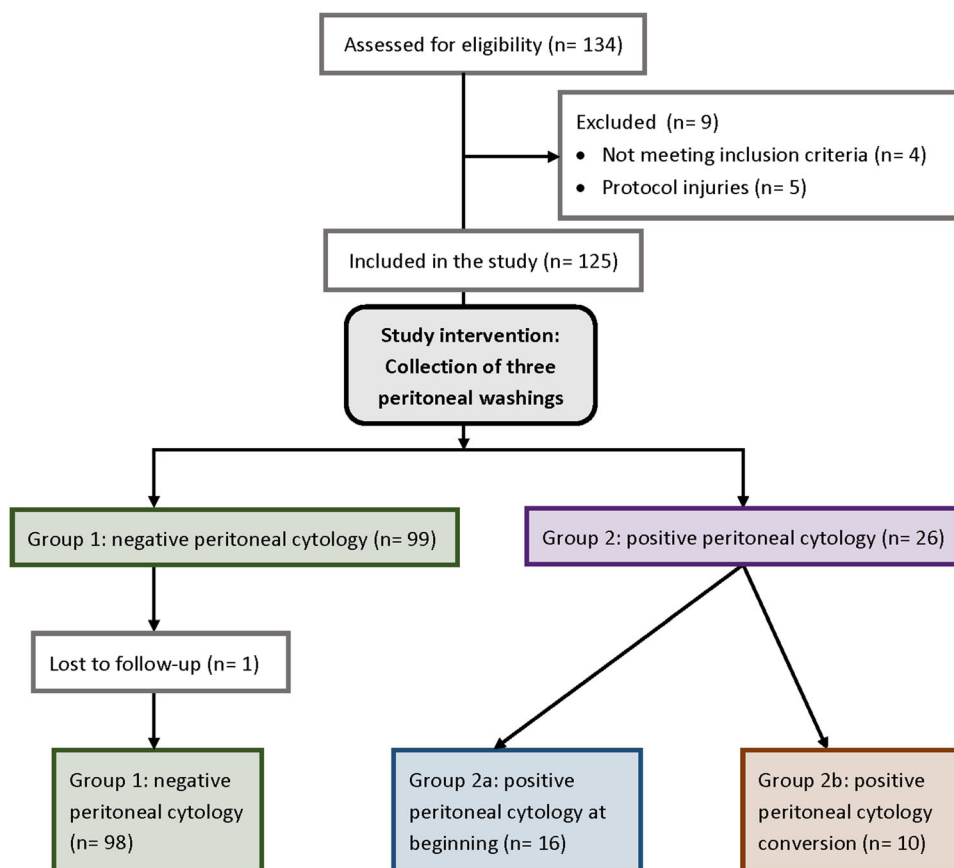 Assessed for eligibility (n= 134)
Excluded  (n= 9)
• Not meeting inclusion criteria (n= 4)
• Protocol injuries (n= 5)
Included in the study (n= 125)
Study intervention:
Collection of three
peritoneal washings
Group 1: negative peritoneal cytology (n= 99)
Group 2: positive peritoneal cytology (n= 26)
Lost to follow-up (n= 1)
Group 1: negative
peritoneal cytology
(n= 98)
Group 2a: positive
peritoneal cytology at
beginning (n= 16)
Group 2b: positive
peritoneal cytology
conversion (n= 10)